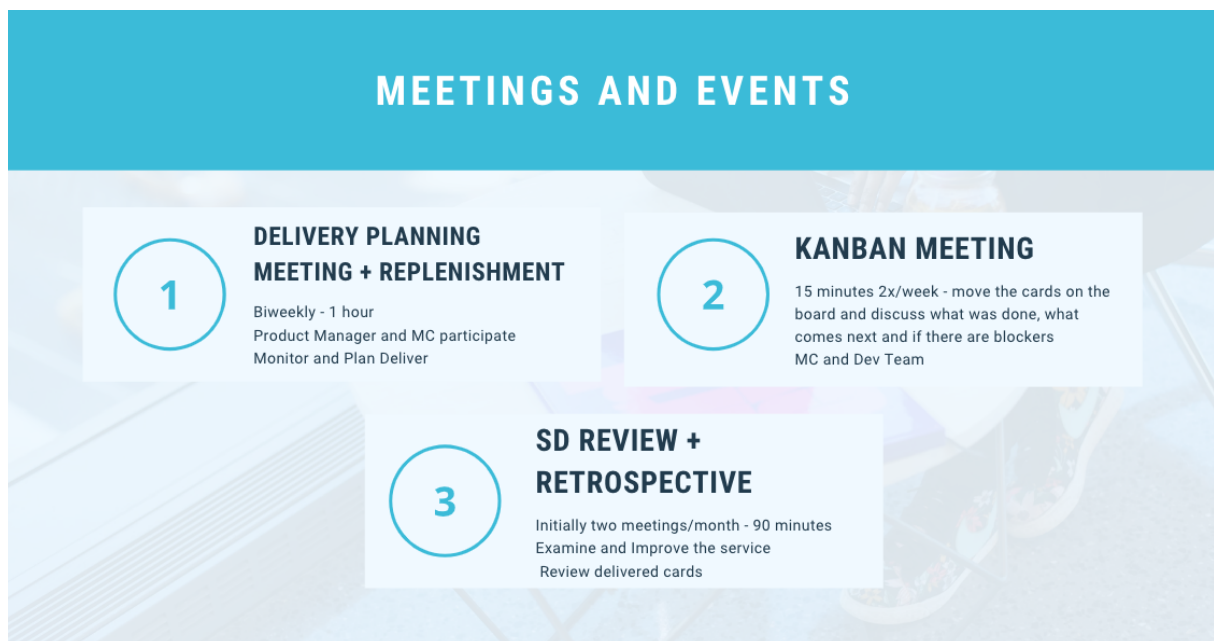 MEETINGS AND EVENTS
1
DELIVERY PLANNING
MEETING + REPLENISHMENT
Biweekly - 1 hour
Product Manager and MC participate
Monitor and Plan Deliver
2
KANBAN MEETING
15 minutes 2x/week - move the cards on the
board and discuss what was done, what
comes next and if there are blockers
MC and Dev Team
3
SD REVIEW +
RETROSPECTIVE
Initially two meetings/month - 90 minutes
Examine and Improve the service
Review delivered cards